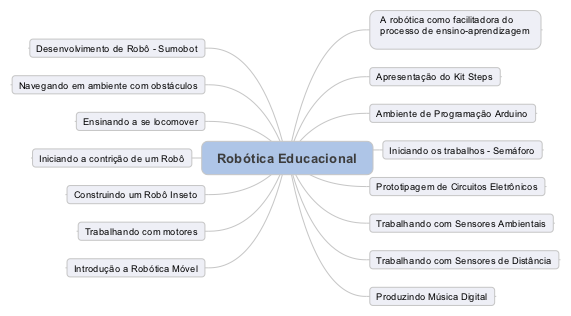 A robótica como facilitadora do
processo de ensino-aprendizagem
Desenvolvimento de Robô - Sumobot
Apresentação do Kit Steps
Navegando em ambiente com obstáculos
Ambiente de Programação Arduino
Ensinando a se locomover
Iniciando os trabalhos - Semáforo
Iniciando a contrição de um Robô
Robótica Educacional
Prototipagem de Circuitos Eletrônicos
Construindo um Robô Inseto
Trabalhando com Sensores Ambientais
Trabalhando com motores
Trabalhando com Sensores de Distância
Introdução a Robótica Móvel
Produzindo Música Digital